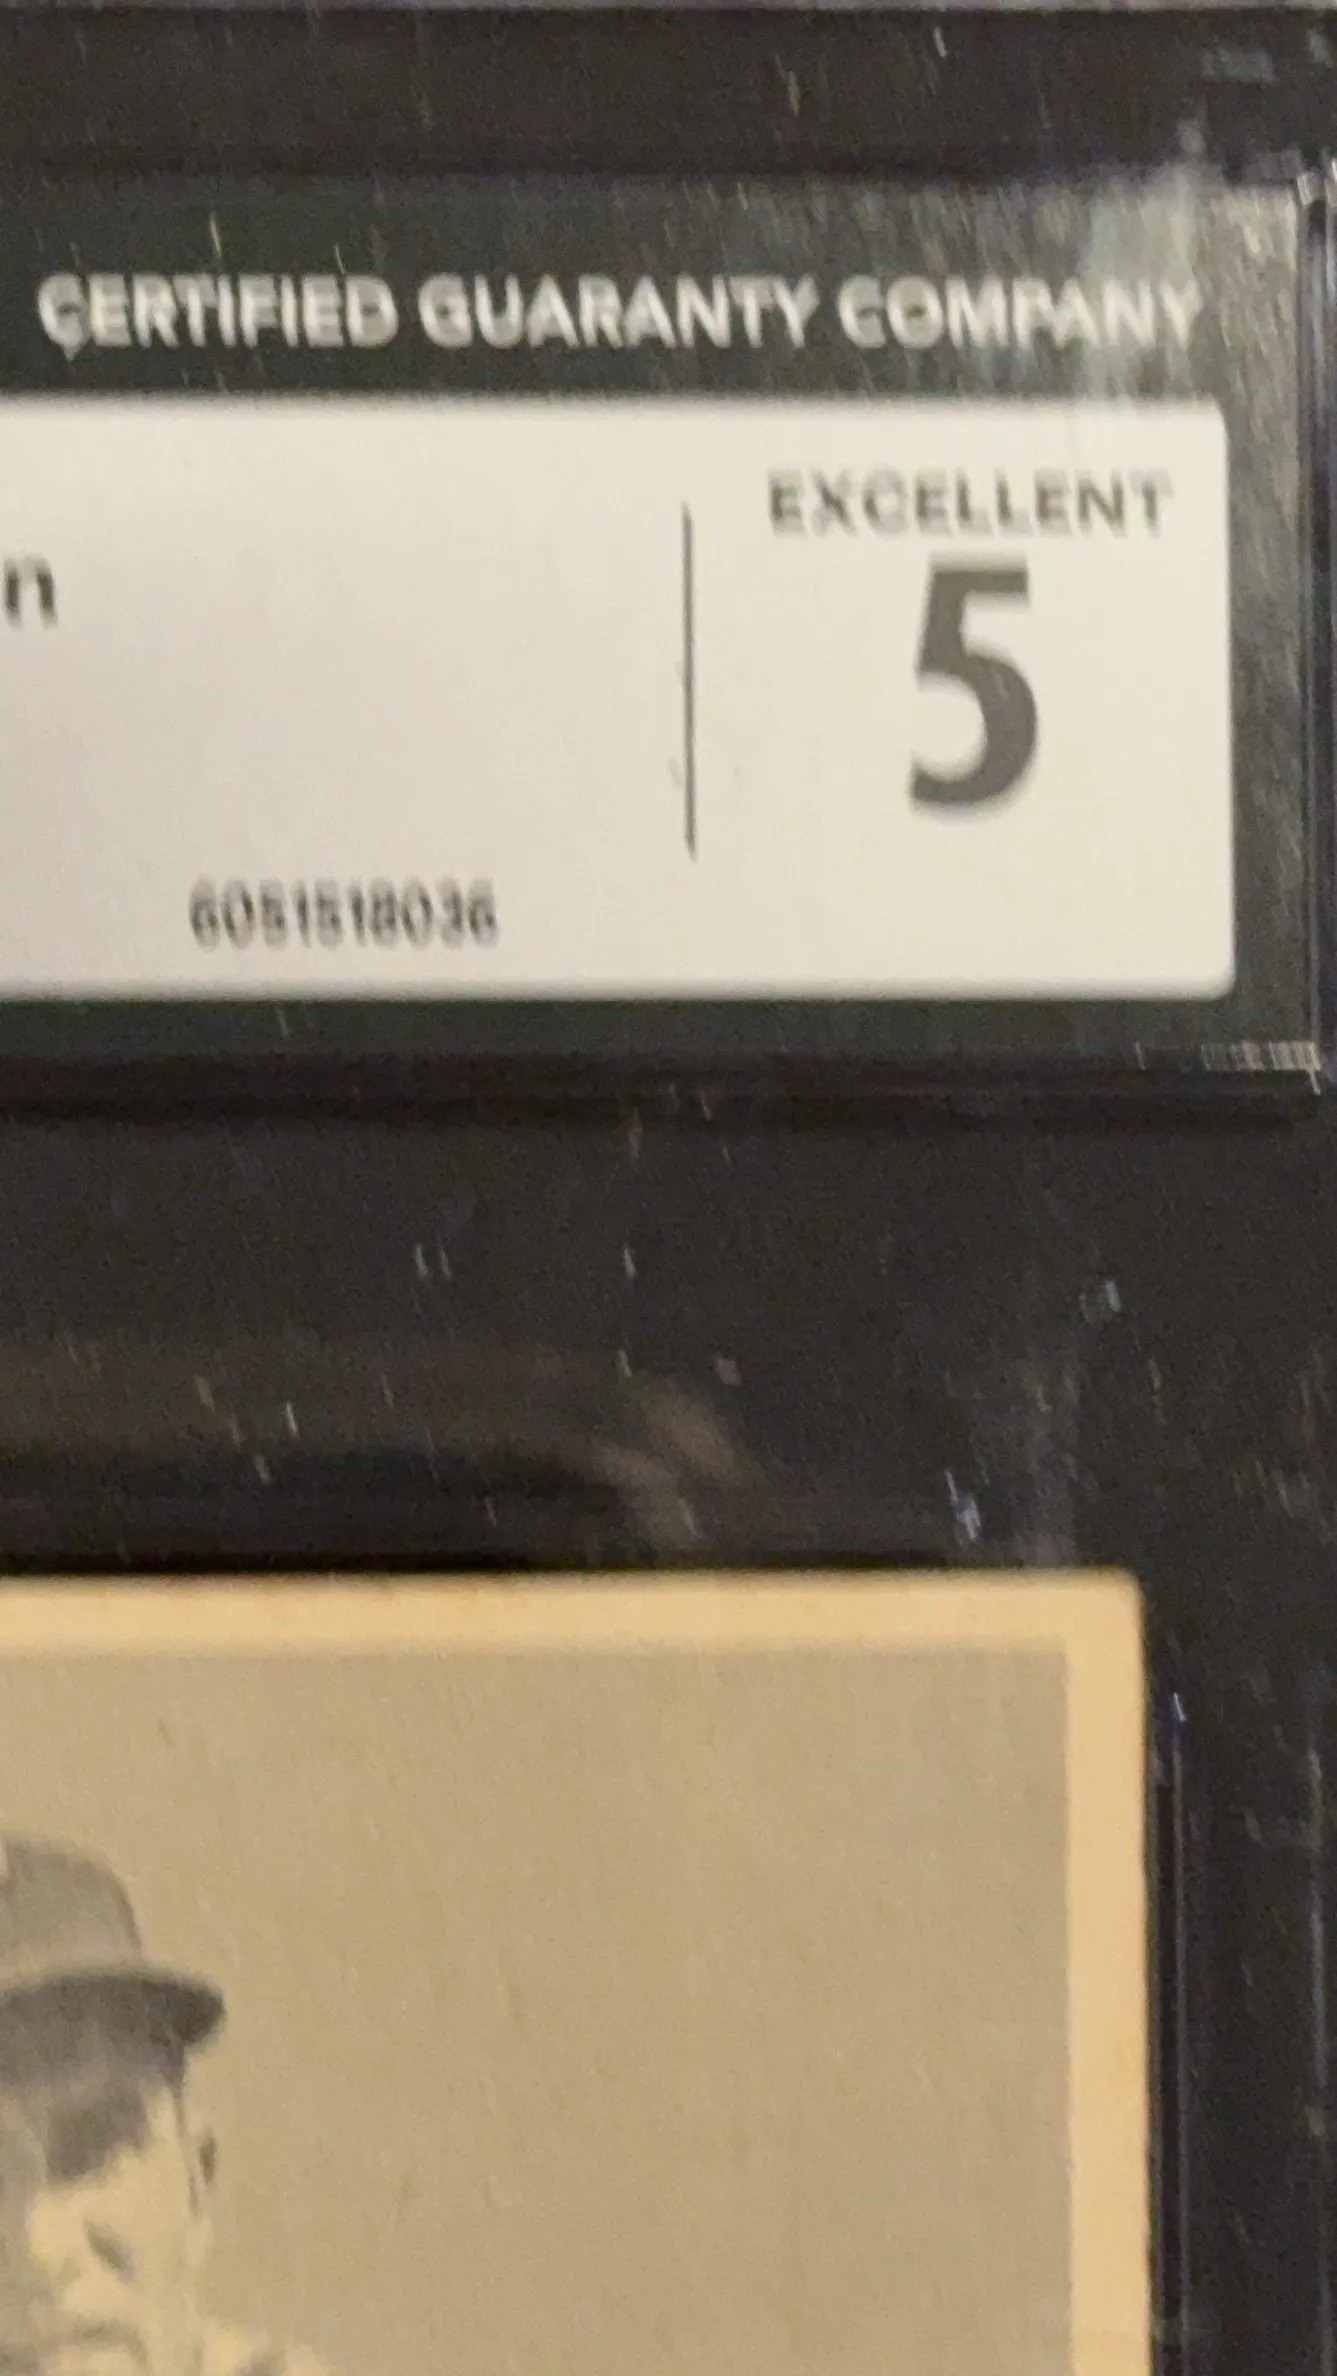 CERTIFIED GUARANTY COMPANY
EXCELLENT
5
n
6051518036